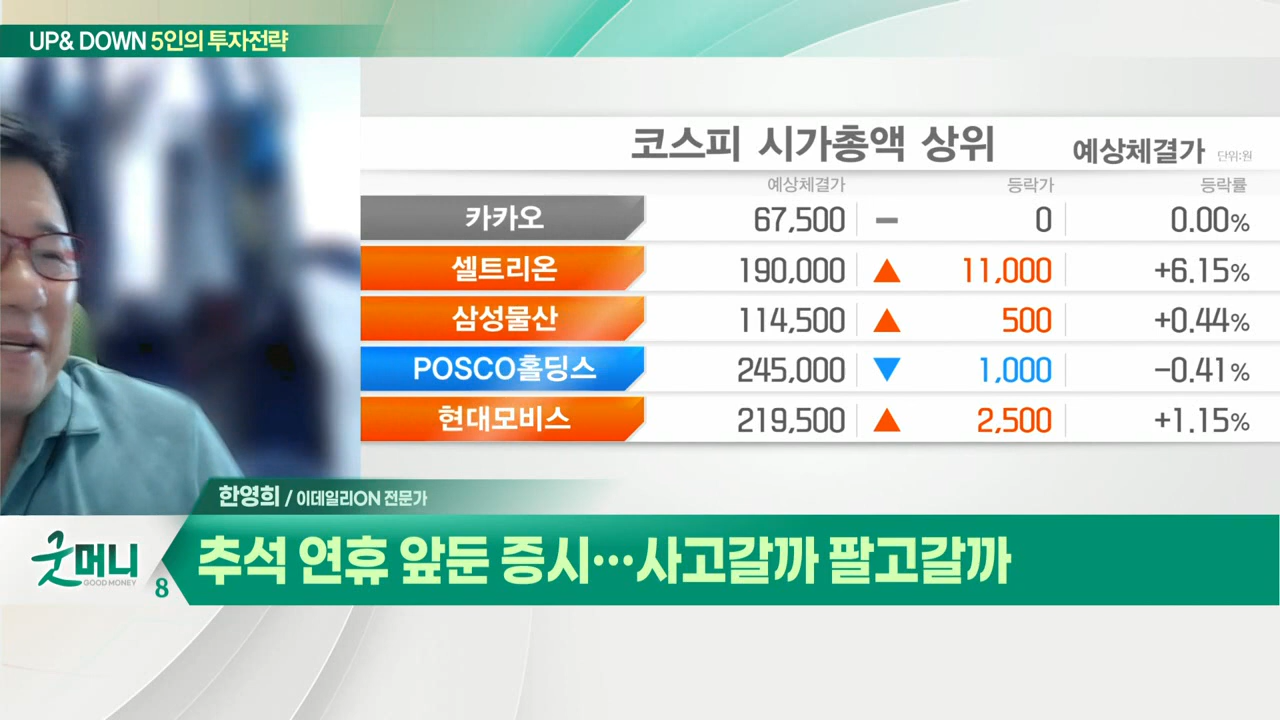 UP& DOWN 5인의 투자전략
코스피 시가총액 상위 예상체결가 단위:원
예상체결가 등락가 등락률
카카오 67,500 − 0 0.00%
셀트리온 190,000 ▲ 11,000 +6.15%
삼성물산 114,500 ▲ 500 +0.44%
POSCO홀딩스 245,000 ▼ 1,000 −0.41%
현대모비스 219,500 ▲ 2,500 +1.15%
한영희 / 이데일리ON 전문가
굿머니
GOOD MONEY
8
추석 연휴 앞둔 증시…사고갈까 팔고갈까